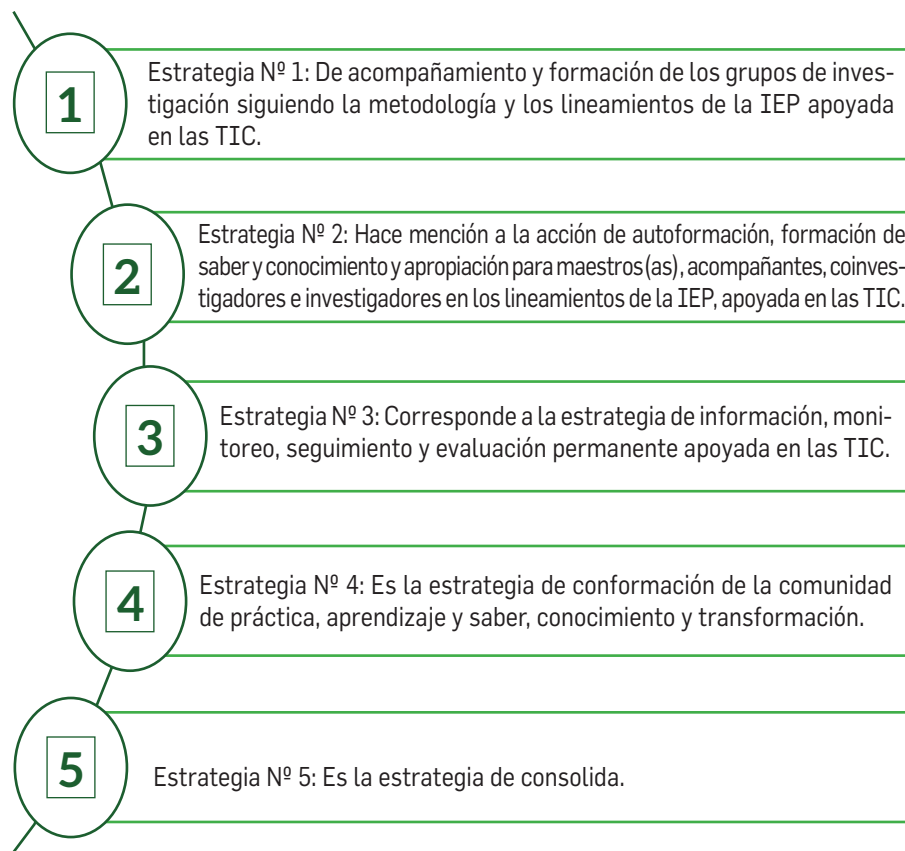 1
Estrategia Nº 1: De acompañamiento y formación de los grupos de inves-
tigación siguiendo la metodología y los lineamientos de la IEP apoyada
en las TIC.
2
Estrategia Nº 2: Hace mención a la acción de autoformación, formación de
saber y conocimiento y apropiación para maestros(as), acompañantes, coinves-
tigadores e investigadores en los lineamientos de la IEP, apoyada en las TIC.
3
Estrategia Nº 3: Corresponde a la estrategia de información, moni-
toreo, seguimiento y evaluación permanente apoyada en las TIC.
4
Estrategia Nº 4: Es la estrategia de conformación de la comunidad
de práctica, aprendizaje y saber, conocimiento y transformación.
5
Estrategia Nº 5: Es la estrategia de consolida.